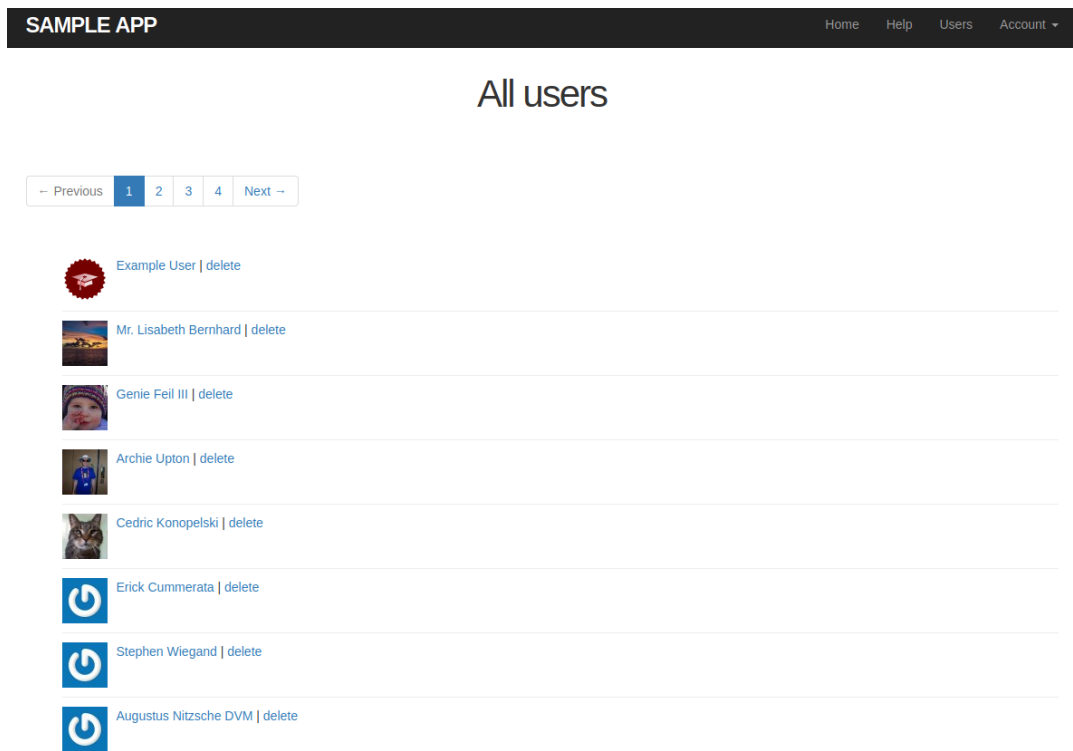 SAMPLE APP Home Help Users Account
All users
← Previous 1 2 3 4 Next →
Example User | delete
Mr. Lisabeth Bernhard | delete
Genie Feil III | delete
Archie Upton | delete
Cedric Konopelski | delete
Erick Cummerata | delete
Stephen Wiegand | delete
Augustus Nitzsche DVM | delete